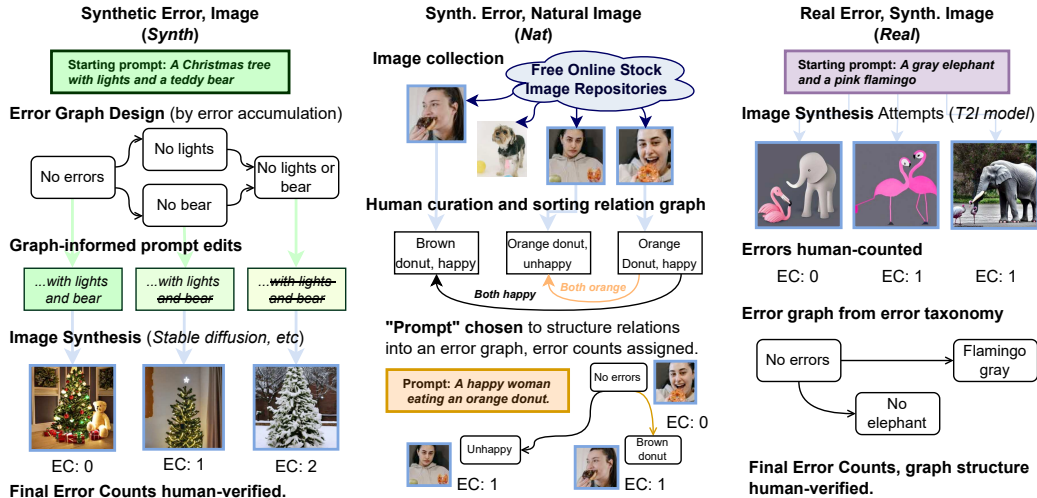 Synthetic Error, Image
(Synth)
Starting prompt: A Christmas tree
with lights and a teddy bear
Error Graph Design (by error accumulation)
No errors
No lights
No bear
No lights or
bear
Graph-informed prompt edits
...with lights
and bear
...with lights
and bear
...with lights
and bear
Image Synthesis (Stable diffusion, etc)
EC: 0
EC: 1
EC: 2
Final Error Counts human-verified.
Synth. Error, Natural Image
(Nat)
Image collection
Free Online Stock
Image Repositories
Human curation and sorting relation graph
Brown
donut, happy
Orange donut,
unhappy
Orange
Donut, happy
Both happy
Both orange
"Prompt" chosen to structure relations
into an error graph, error counts assigned.
Prompt: A happy woman
eating an orange donut.
No errors
EC: 0
Unhappy
Brown
donut
EC: 1
EC: 1
Real Error, Synth. Image
(Real)
Starting prompt: A gray elephant
and a pink flamingo
Image Synthesis Attempts (T2I model)
Errors human-counted
EC: 0
EC: 1
EC: 1
Error graph from error taxonomy
No errors
Flamingo
gray
No
elephant
Final Error Counts, graph structure
human-verified.